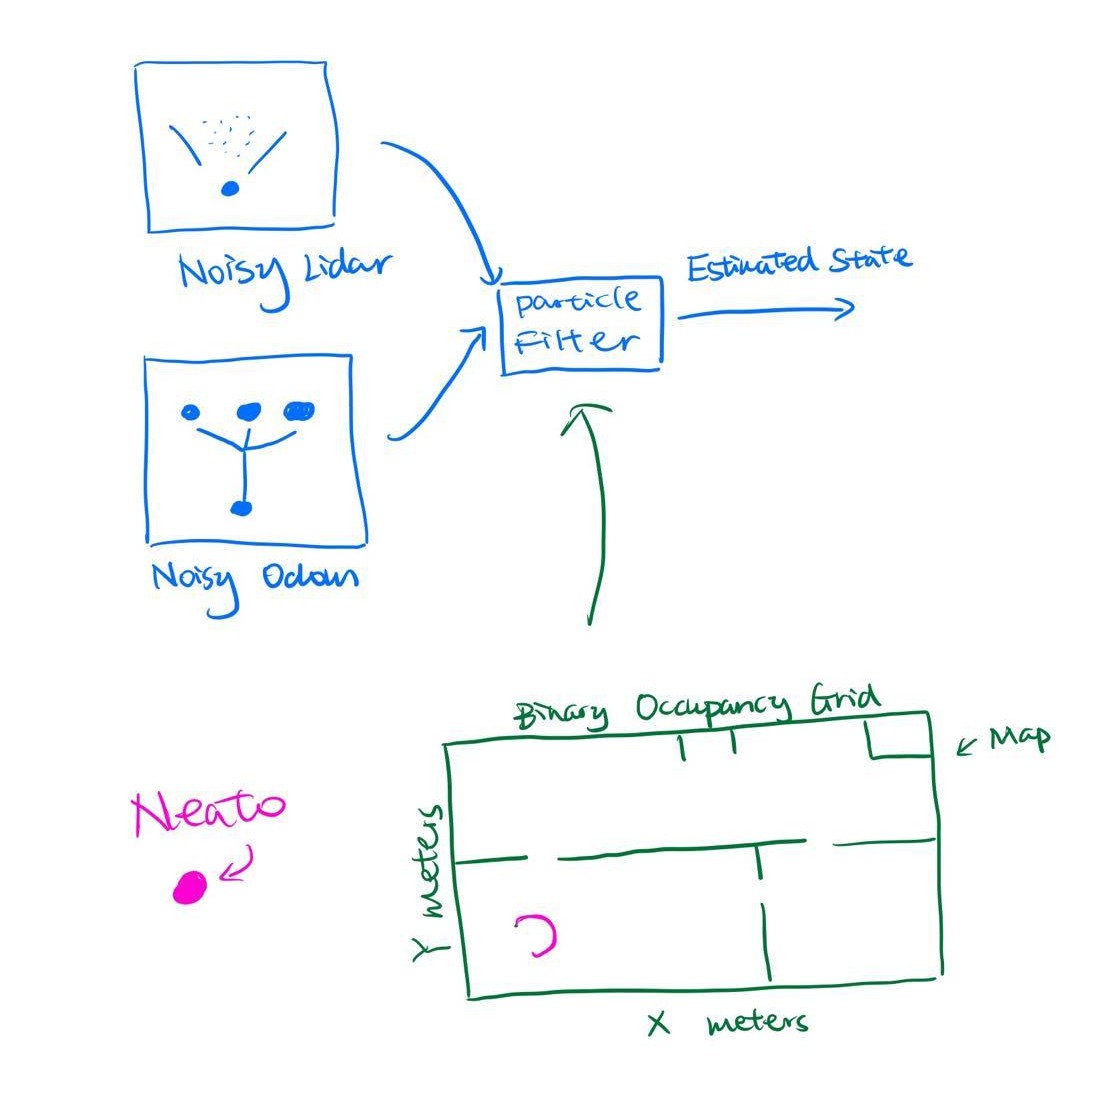 Noisy Lidar
Estimated State
Particle
Filter
Noisy Odom
Binary Occupancy Grid
Map
Neato
Y meters
X meters